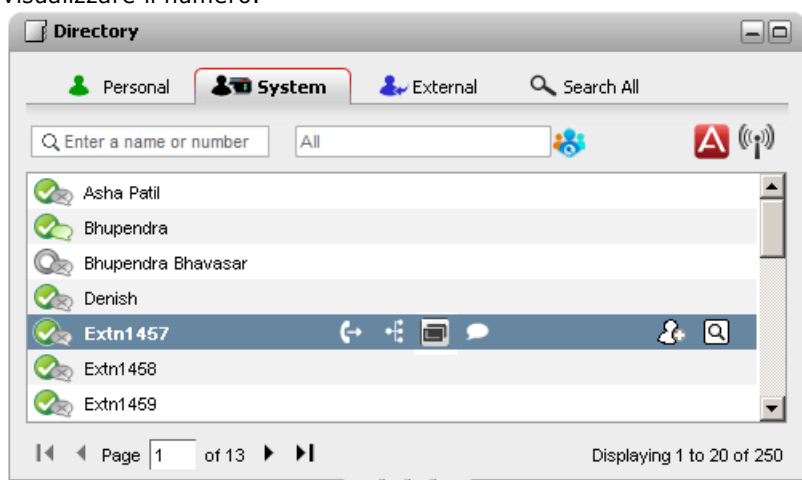 visualizzare il numero.
Directory
Personal System External Search All
Enter a name or number All A
Asha Patil
Bhupendra
Bhupendra Bhavasar
Denish
Extn1457
Extn1458
Extn1459
Page 1 of 13 Displaying 1 to 20 of 250